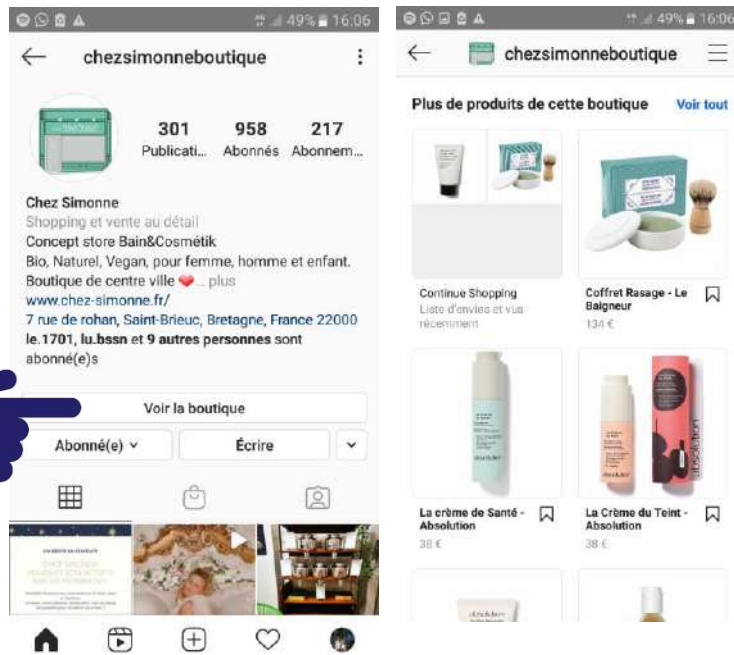 49% 16:06
chezsimonneboutique
301 958 217
Publicati... Abonnés Abonnem...
Chez Simonne
Shopping et vente au détail
Concept store Bain&Cosmétik
Bio, Naturel, Vegan, pour femme, homme et enfant.
Boutique de centre ville ❤️... plus
www.chez-simonne.fr/
7 rue de rohan, Saint-Brieuc, Bretagne, France 22000
le.1701, lu.bssn et 9 autres personnes sont
abonné(e)s
Voir la boutique
Abonné(e) Écrire
49% 16:06
chezsimonneboutique
Plus de produits de cette boutique Voir tout
Continue Shopping
Liste d'envies et vus
récemment
Coffret Rasage - Le
Baigneur
134 €
La crème de Santé -
Absolution
38 €
absolution
La Crème du Teint -
Absolution
38 €